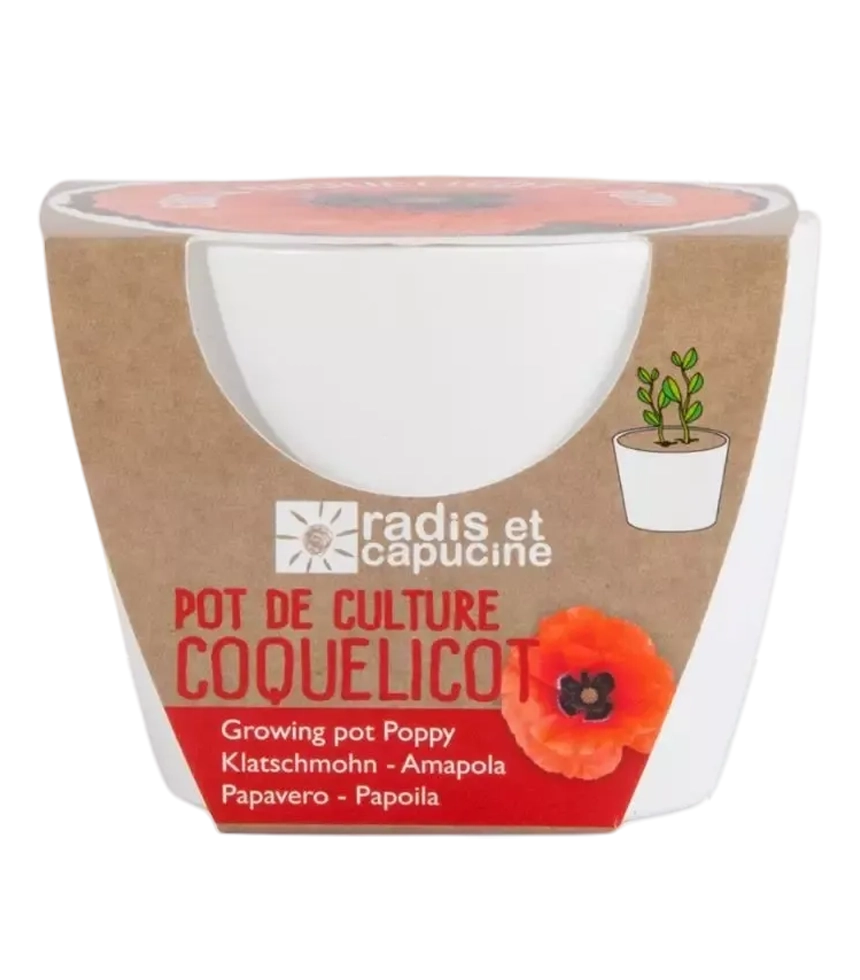 radis et
capucine
POT DE CULTURE
COQUELICOT
Growing pot Poppy
Klatschmohn - Amapola
Papavero - Papoila